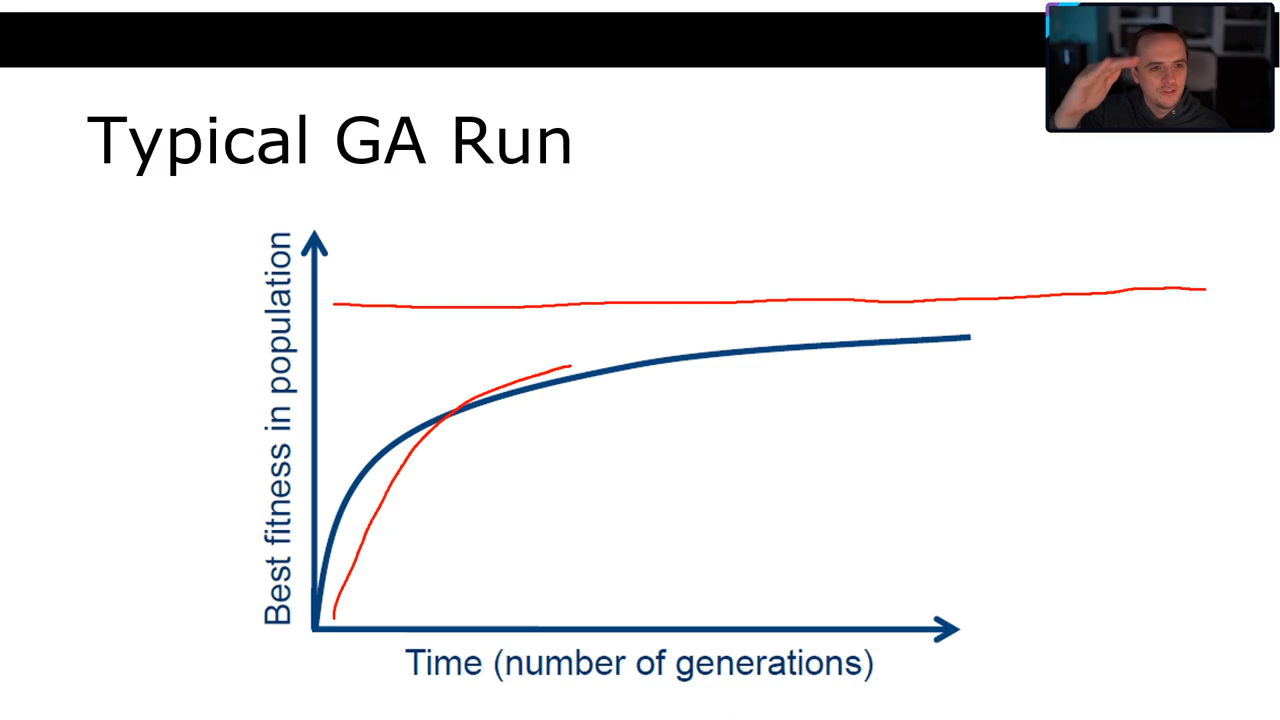 Typical GA Run
Best fitness in population
Time (number of generations)